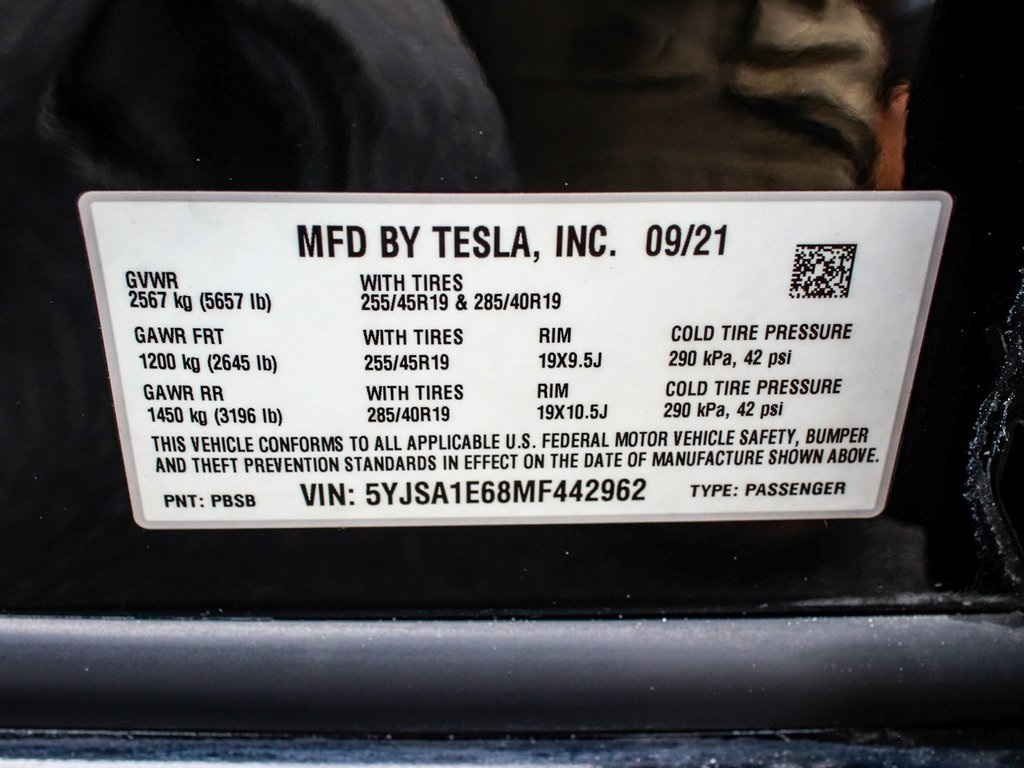 MFD BY TESLA, INC. 09/21
GVWR WITH TIRES
2567 kg (5657 lb) 255/45R19 & 285/40R19
GAWR FRT WITH TIRES RIM COLD TIRE PRESSURE
1200 kg (2645 lb) 255/45R19 19X9.5J 290 kPa, 42 psi
GAWR RR WITH TIRES RIM COLD TIRE PRESSURE
1450 kg (3196 lb) 285/40R19 19X10.5J 290 kPa, 42 psi
THIS VEHICLE CONFORMS TO ALL APPLICABLE U.S. FEDERAL MOTOR VEHICLE SAFETY, BUMPER
AND THEFT PREVENTION STANDARDS IN EFFECT ON THE DATE OF MANUFACTURE SHOWN ABOVE.
PNT: PBSB VIN: 5YJSA1E68MF442962 TYPE: PASSENGER